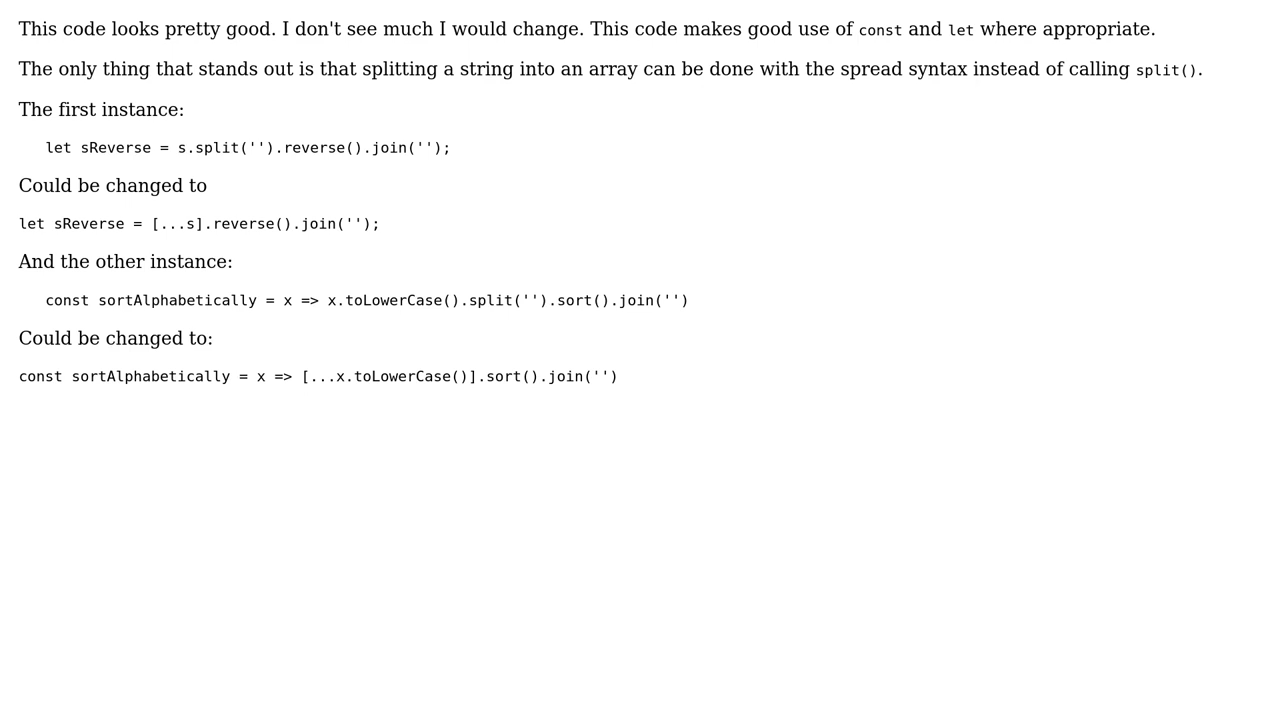 This code looks pretty good. I don't see much I would change. This code makes good use of const and let where appropriate.
The only thing that stands out is that splitting a string into an array can be done with the spread syntax instead of calling split().
The first instance:
let sReverse = s.split('').reverse().join('');
Could be changed to
let sReverse = [...s].reverse().join('');
And the other instance:
const sortAlphabetically = x => x.toLowerCase().split('').sort().join('')
Could be changed to:
const sortAlphabetically = x => [...x.toLowerCase()].sort().join('')